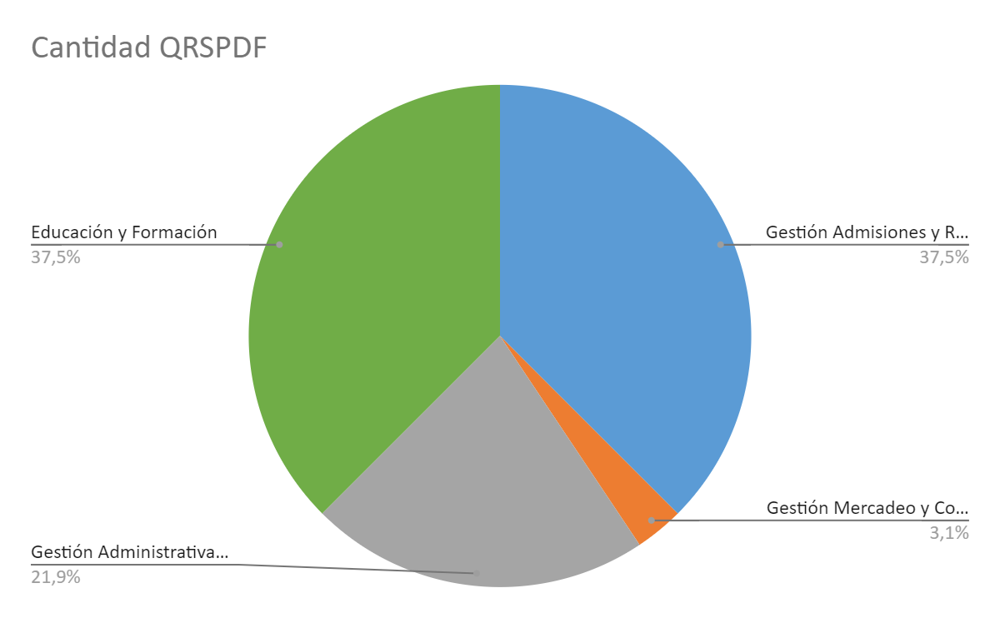 Cantidad QRSPDF
Educación y Formación
37,5%
Gestión Admisiones y R...
37,5%
Gestión Mercadeo y Co...
3,1%
Gestión Administrativa...
21,9%